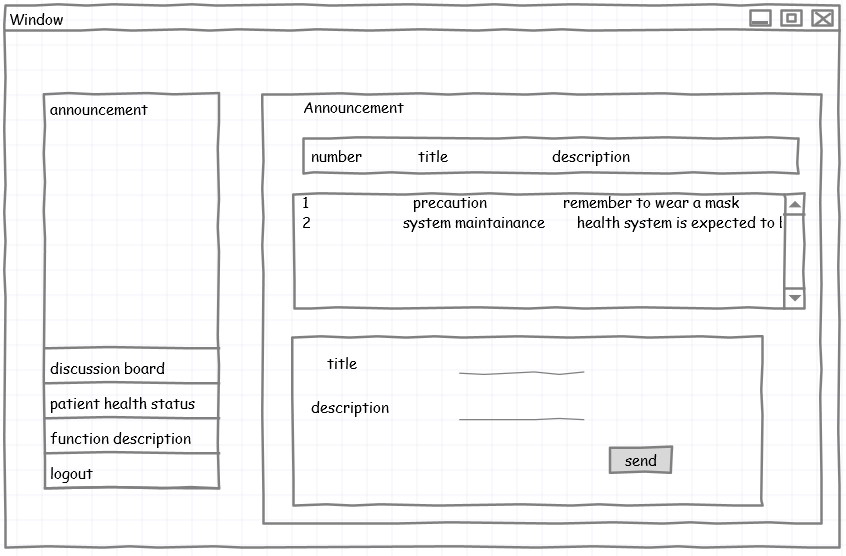 Window
announcement
discussion board
patient health status
function description
logout
Announcement
number title description
1 precaution remember to wear a mask
2 system maintainance health system is expected to
title
description
send